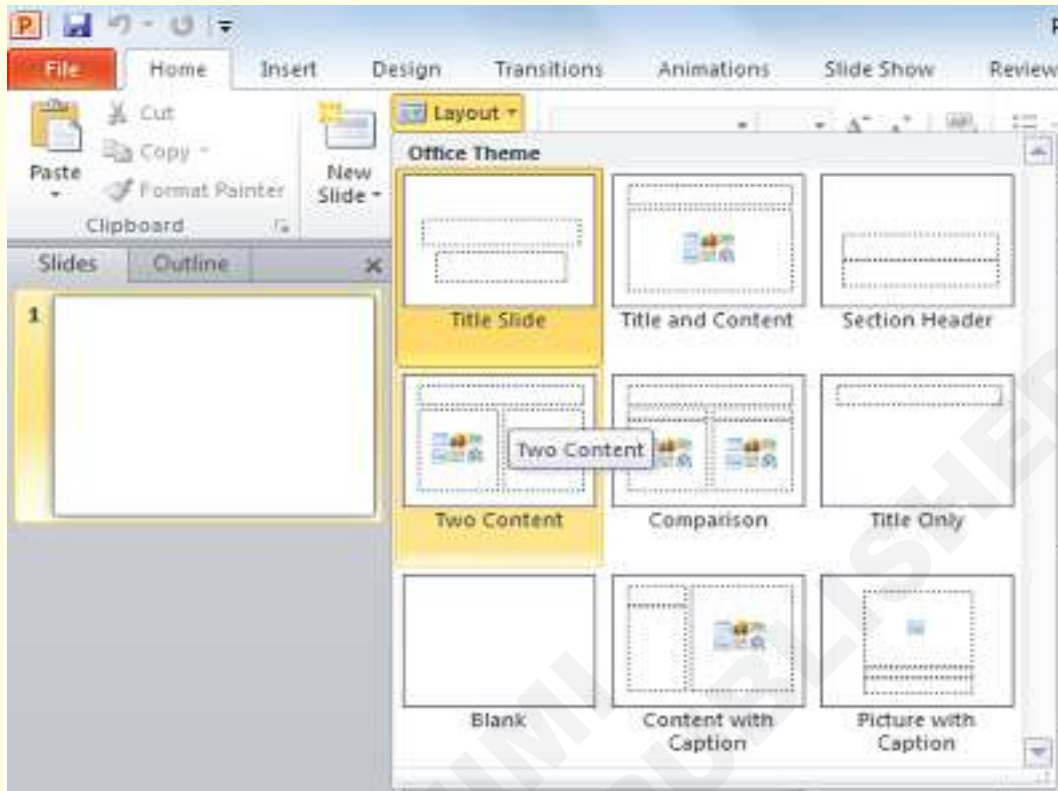 File Home Insert Design Transitions Animations Slide Show Review
Cut
Copy
Format Painter
Paste
Clipboard
New
Slide
Layout
Office Theme
Slides Outline
1
Title Slide Title and Content Section Header
Two Content
Two Content Comparison Title Only
Blank Content with Caption Picture with Caption
PUBLISHER